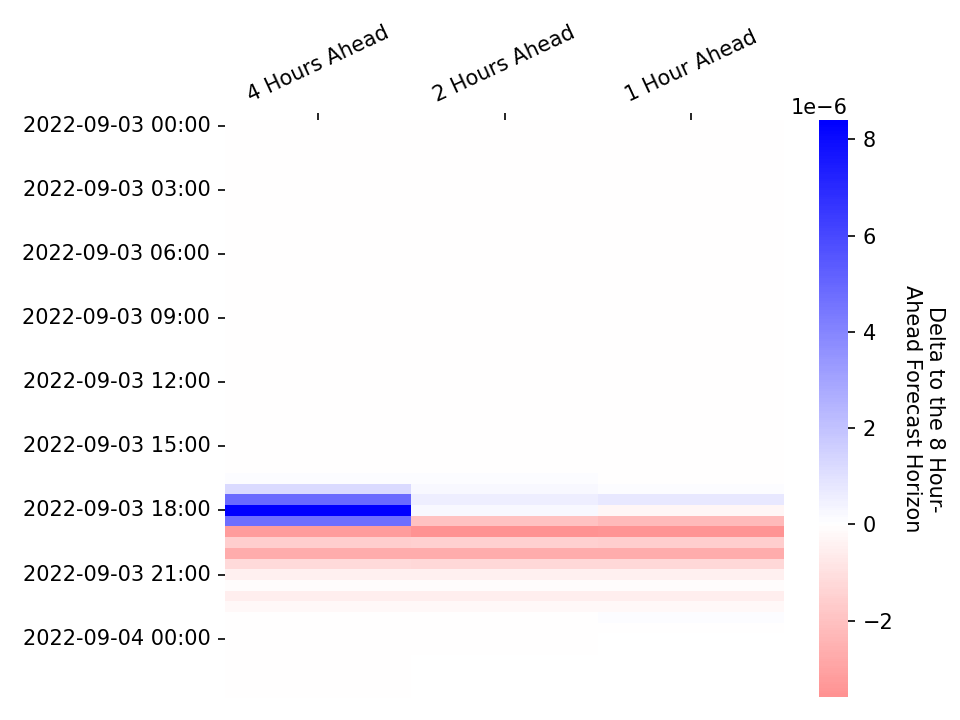 4 Hours Ahead
2 Hours Ahead
1 Hour Ahead
1e−6
2022-09-03 00:00
2022-09-03 03:00
2022-09-03 06:00
2022-09-03 09:00
2022-09-03 12:00
2022-09-03 15:00
2022-09-03 18:00
2022-09-03 21:00
2022-09-04 00:00
8
6
4
2
0
−2
Delta to the 8 Hour-
Ahead Forecast Horizon